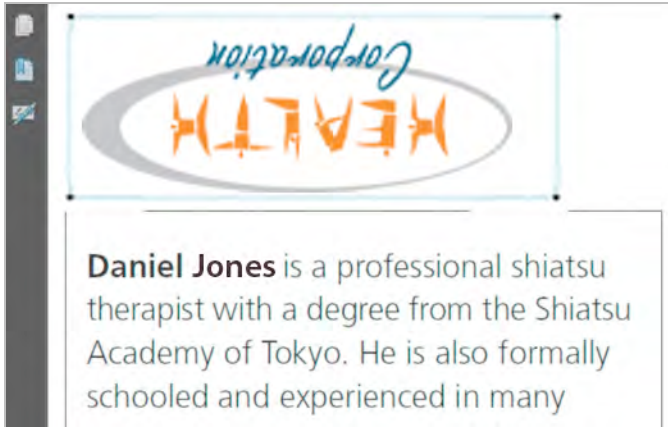 HEALTH
Corporation
Daniel Jones is a professional shiatsu
therapist with a degree from the Shiatsu
Academy of Tokyo. He is also formally
schooled and experienced in many